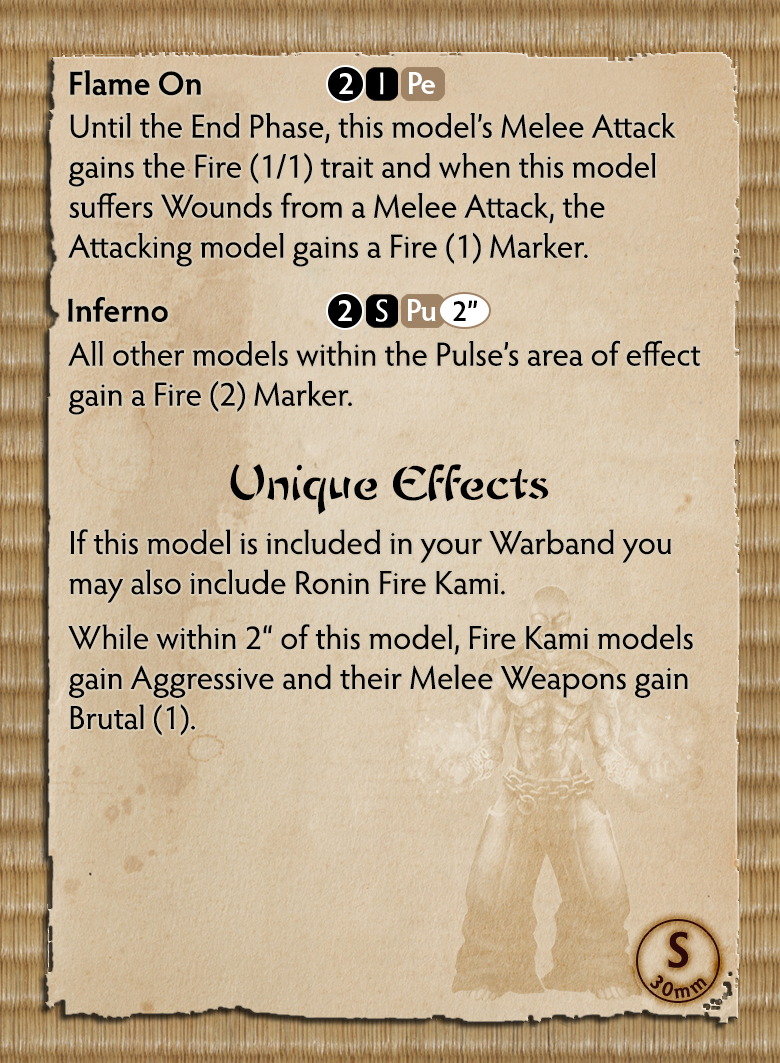 Flame On 2 I Pe
Until the End Phase, this model's Melee Attack
gains the Fire (1/1) trait and when this model
suffers Wounds from a Melee Attack, the
Attacking model gains a Fire (1) Marker.
Inferno 2 S Pu 2"
All other models within the Pulse's area of effect
gain a Fire (2) Marker.
Unique Effects
If this model is included in your Warband you
may also include Ronin Fire Kami.
While within 2" of this model, Fire Kami models
gain Aggressive and their Melee Weapons gain
Brutal (1).
S
30mm